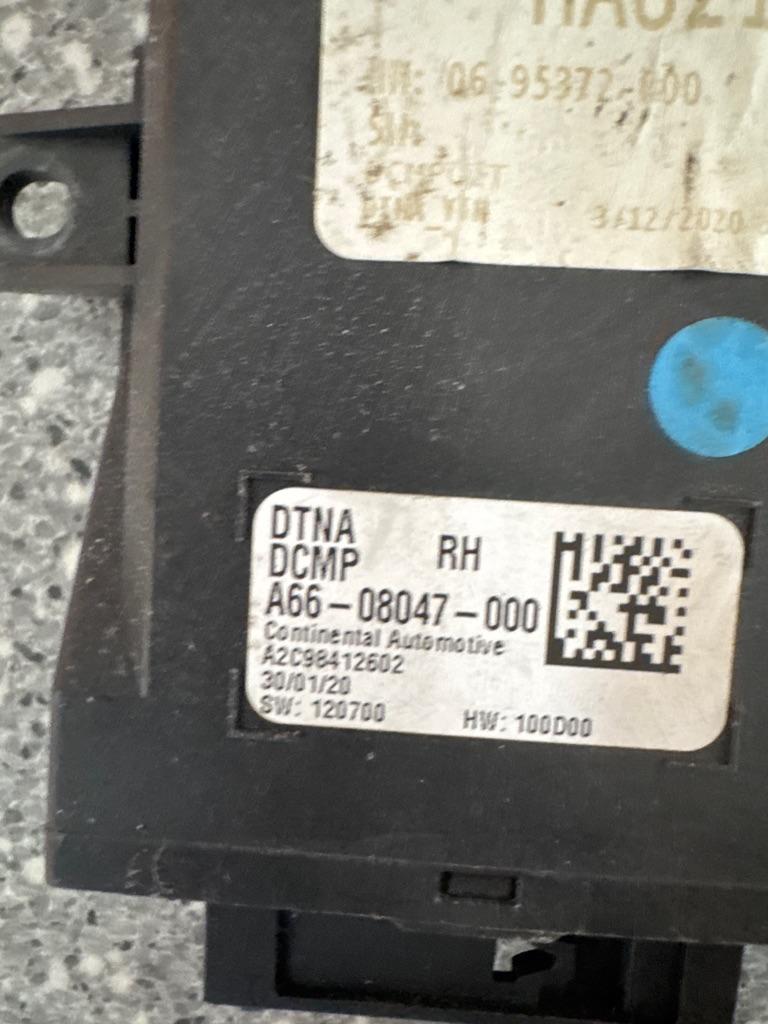 06-95372-000
3/12/2020
DTNA RH
DCMP
A66-08047-000
Continental Automotive
A2C98412602
30/01/20
SW: 120700 HW: 100D00